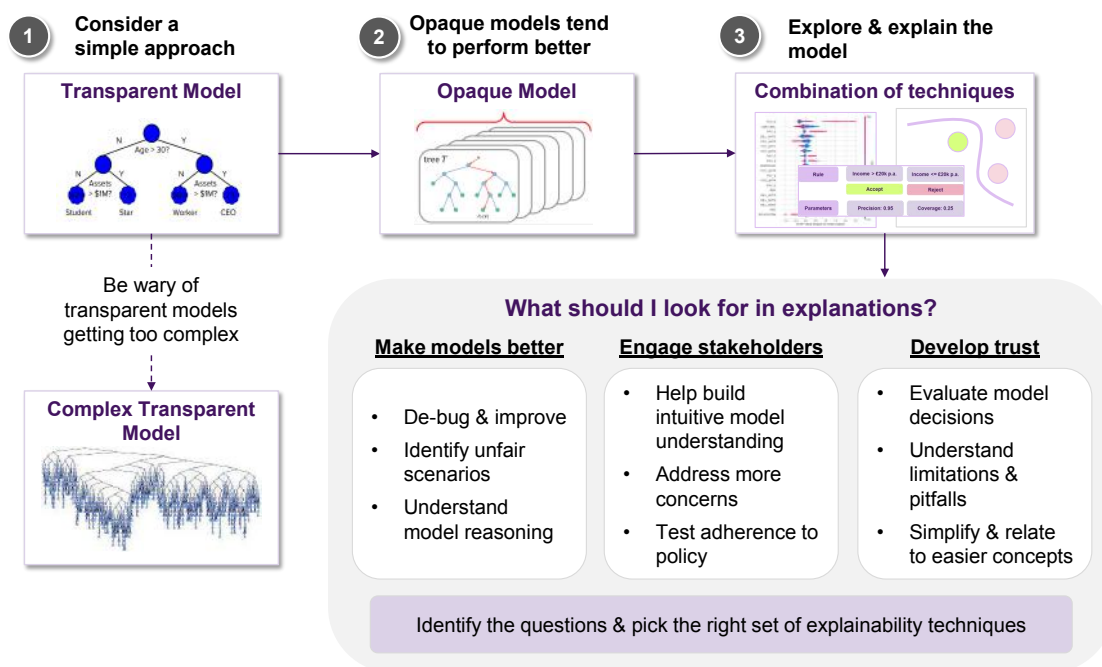 1
Consider a
simple approach
2
Opaque models tend
to perform better
3
Explore & explain the
model
Transparent Model
N
Y
Age > 30?
N
Y
N
Y
Assets
> $1M?
Assets
> $1M?
Student
Star
Worker
CEO
Opaque Model
tree T
Combination of techniques
Rule
Income > €20k p.a.
Income <= €20k p.a.
Accept
Reject
Parameters
Precision: 0.95
Coverage: 0.25
Be wary of
transparent models
getting too complex
Complex Transparent
Model
What should I look for in explanations?
Make models better
• De-bug & improve
• Identify unfair
scenarios
• Understand
model reasoning
Engage stakeholders
• Help build
intuitive model
understanding
• Address more
concerns
• Test adherence to
policy
Develop trust
• Evaluate model
decisions
• Understand
limitations &
pitfalls
• Simplify & relate
to easier concepts
Identify the questions & pick the right set of explainability techniques